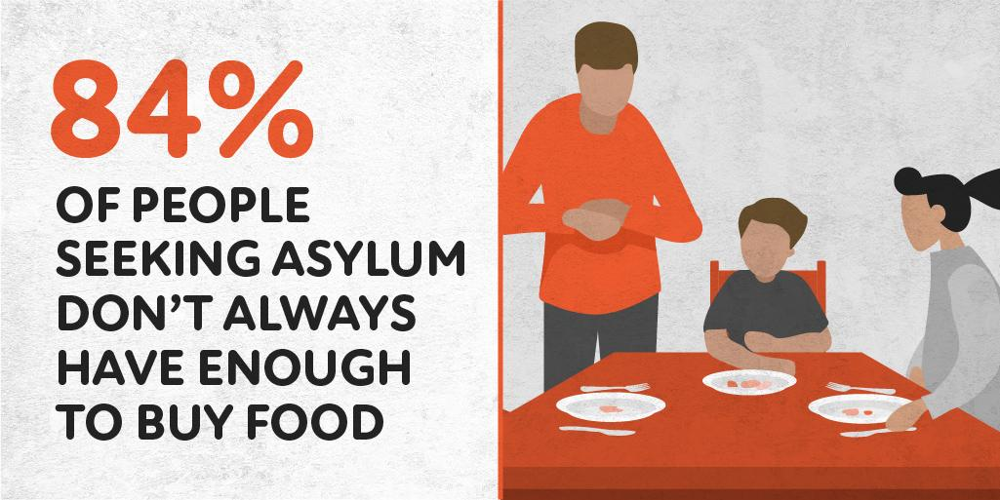 84%
OF PEOPLE
SEEKING ASYLUM
DON’T ALWAYS
HAVE ENOUGH
TO BUY FOOD